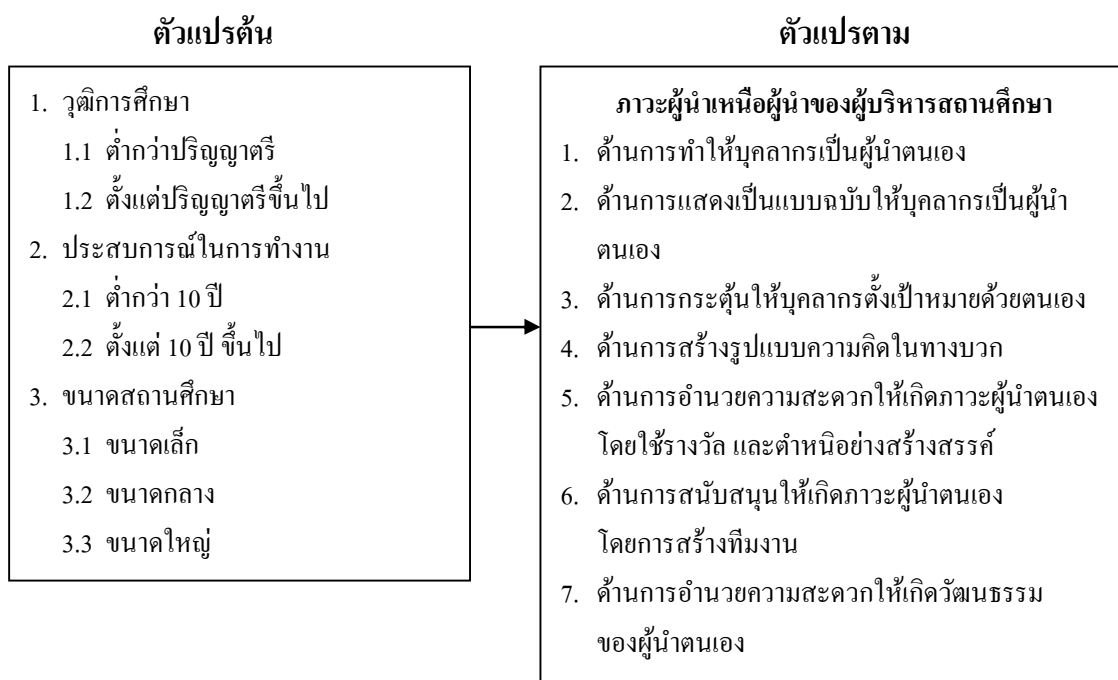 ตัวแปรต้น
1. วุฒิการศึกษา
1.1 ต่ำกว่าปริญญาตรี
1.2 ตั้งแต่ปริญญาตรีขึ้นไป
2. ประสบการณ์ในการทำงาน
2.1 ต่ำกว่า 10 ปี
2.2 ตั้งแต่ 10 ปี ขึ้นไป
3. ขนาดสถานศึกษา
3.1 ขนาดเล็ก
3.2 ขนาดกลาง
3.3 ขนาดใหญ่
ตัวแปรตาม
ภาวะผู้นำเหนือผู้นำของผู้บริหารสถานศึกษา
1. ด้านการทำให้บุคลากรเป็นผู้นำตนเอง
2. ด้านการแสดงเป็นแบบฉบับให้บุคลากรเป็นผู้นำ
ตนเอง
3. ด้านการกระตุ้นให้บุคลากรตั้งเป้าหมายด้วยตนเอง
4. ด้านการสร้างรูปแบบความคิดในทางบวก
5. ด้านการอำนวยความสะดวกให้เกิดภาวะผู้นำตนเอง
โดยใช้รางวัล และตำหนิอย่างสร้างสรรค์
6. ด้านการสนับสนุนให้เกิดภาวะผู้นำตนเอง
โดยการสร้างทีมงาน
7. ด้านการอำนวยความสะดวกให้เกิดวัฒนธรรม
ของผู้นำตนเอง